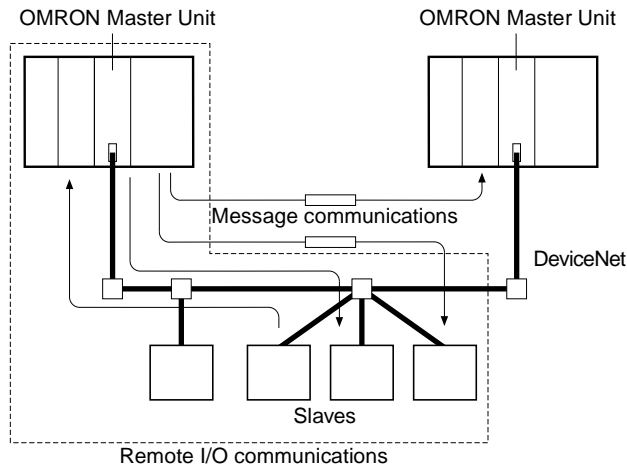 OMRON Master Unit
OMRON Master Unit
Message communications
DeviceNet
Slaves
Remote I/O communications